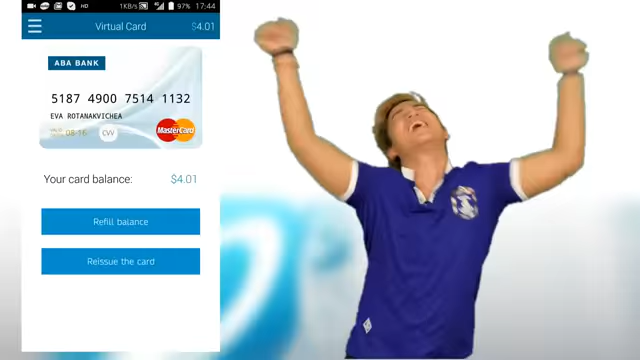 HD
1KB/s
4G
97%
17:44
Virtual Card
$4.01
ABA BANK
5187 4900 7514 1132
EVA ROTANAKVICHEA
08-16
CVV
MasterCard
Your card balance:
$4.01
Refill balance
Reissue the card